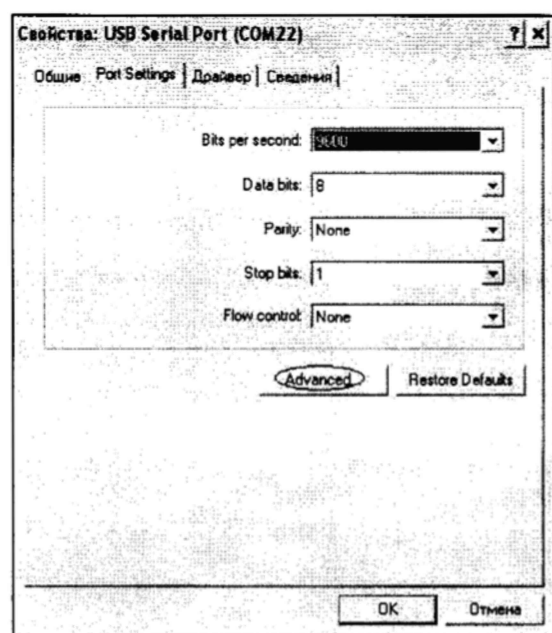 Свойства: USB Serial Port (COM22) ? ×
Общие Port Settings Драйвер Сведения
Bits per second: 9600
Data bits: 8
Parity: None
Stop bits: 1
Flow control: None
Advanced... Restore Defaults
OK Отмена